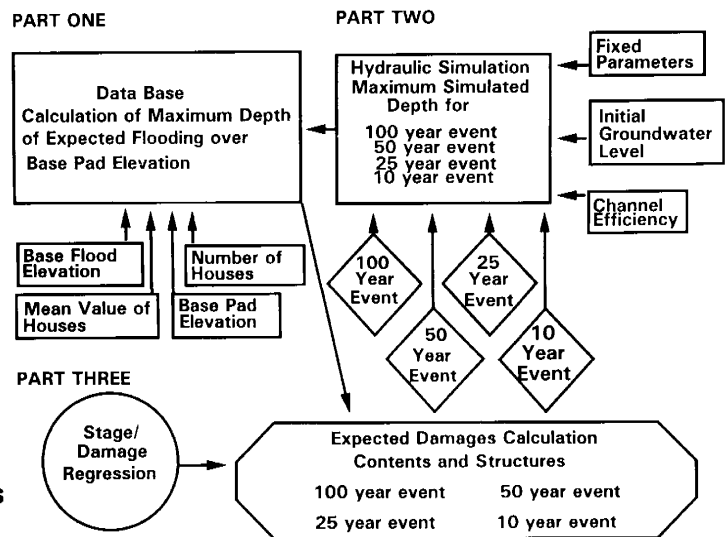 PART ONE
Data Base
Calculation of Maximum Depth
of Expected Flooding over
Base Pad Elevation
Base Flood
Elevation
Number of
Houses
Mean Value of
Houses
Base Pad
Elevation
PART TWO
Hydraulic Simulation
Maximum Simulated
Depth for
100 year event
50 year event
25 year event
10 year event
Fixed
Parameters
Initial
Groundwater
Level
Channel
Efficiency
100
Year
Event
25
Year
Event
50
Year
Event
10
Year
Event
PART THREE
Stage/
Damage
Regression
Expected Damages Calculation
Contents and Structures
100 year event 50 year event
25 year event 10 year event